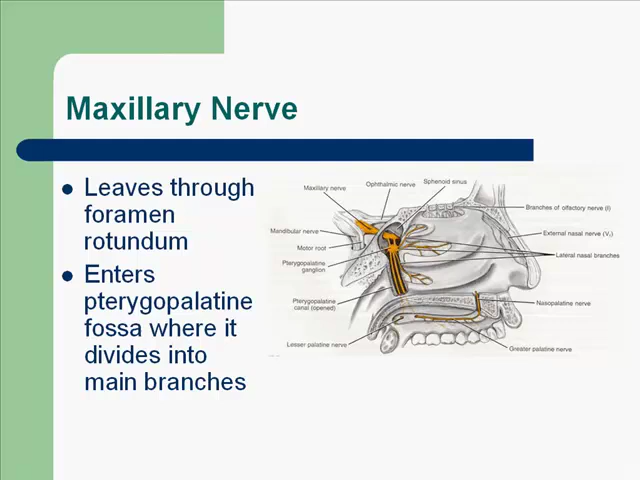 Maxillary Nerve
Leaves through
foramen
rotundum
Enters
pterygopalatine
fossa where it
divides into
main branches
Maxillary nerve
Ophthalmic nerve
Sphenoid sinus
Branches of olfactory nerve (I)
Mandibular nerve
External nasal nerve (V₁)
Motor root
Lateral nasal branches
Pterygopalatine
ganglion
Pterygopalatine
canal (opened)
Nasopalatine nerve
Lesser palatine nerve
Greater palatine nerve